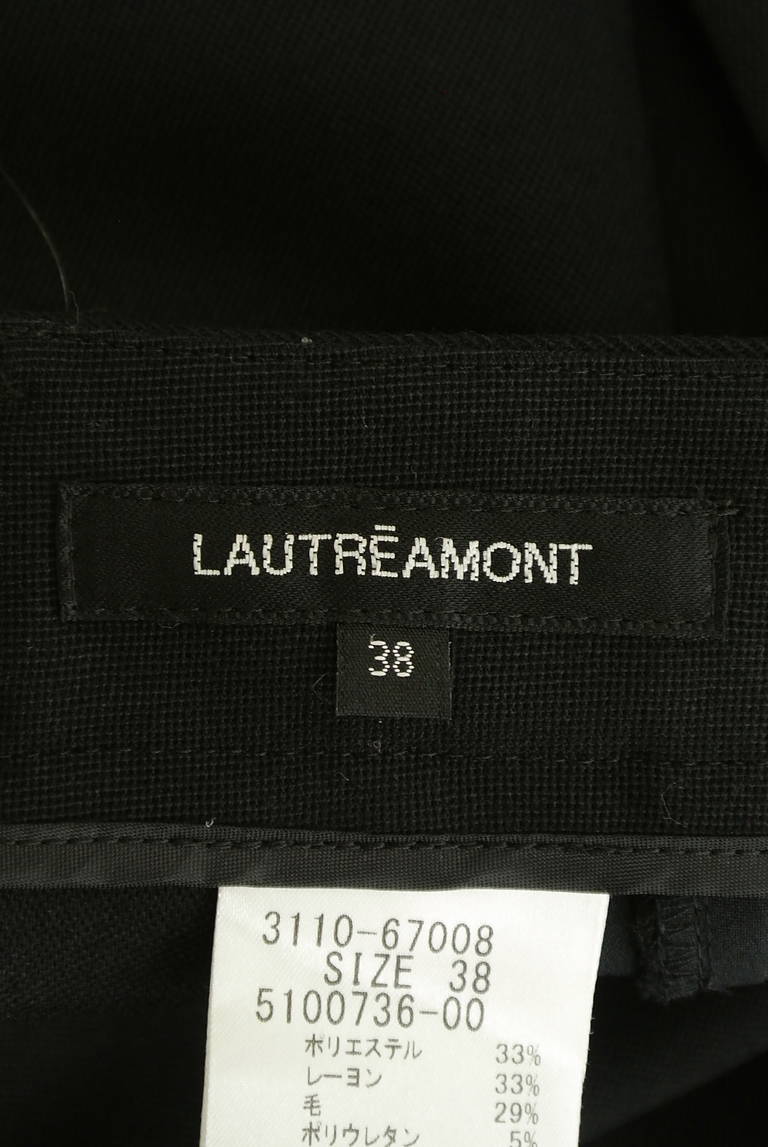 LAUTRÉAMONT
38
3110-67008
SIZE 38
5100736-00
ポリエステル 33%
レーヨン 33%
毛 29%
ポリウレタン 5%